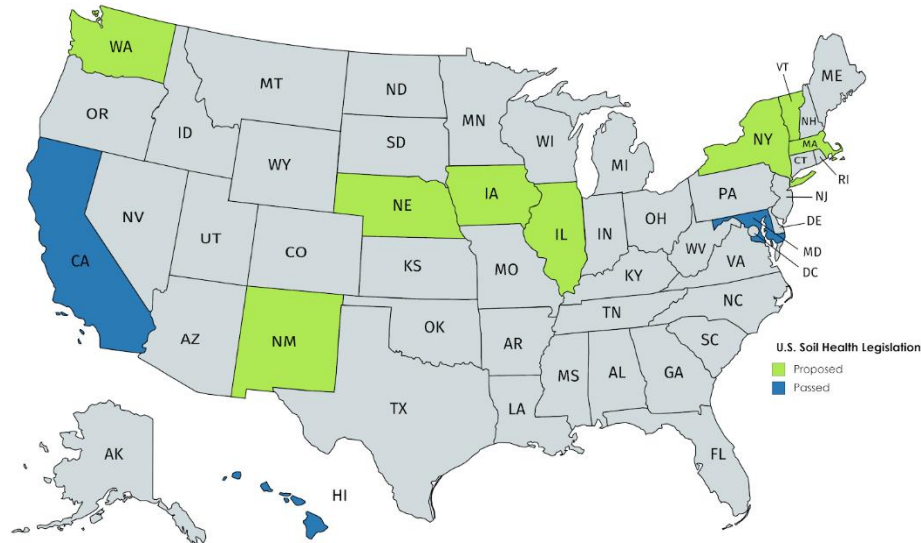 WA
VT
ME
MT
ND
OR
MN
NH
ID
NY
MA
SD
WI
WY
MI
CT
RI
IA
PA
NJ
NE
NV
OH
DE
UT
IL
IN
CA
CO
MD
WV
VA
DC
KS
MO
KY
NC
TN
OK
AZ
NM
AR
SC
U.S. Soil Health Legislation
MS
AL
GA
Proposed
Passed
TX
LA
AK
FL
HI